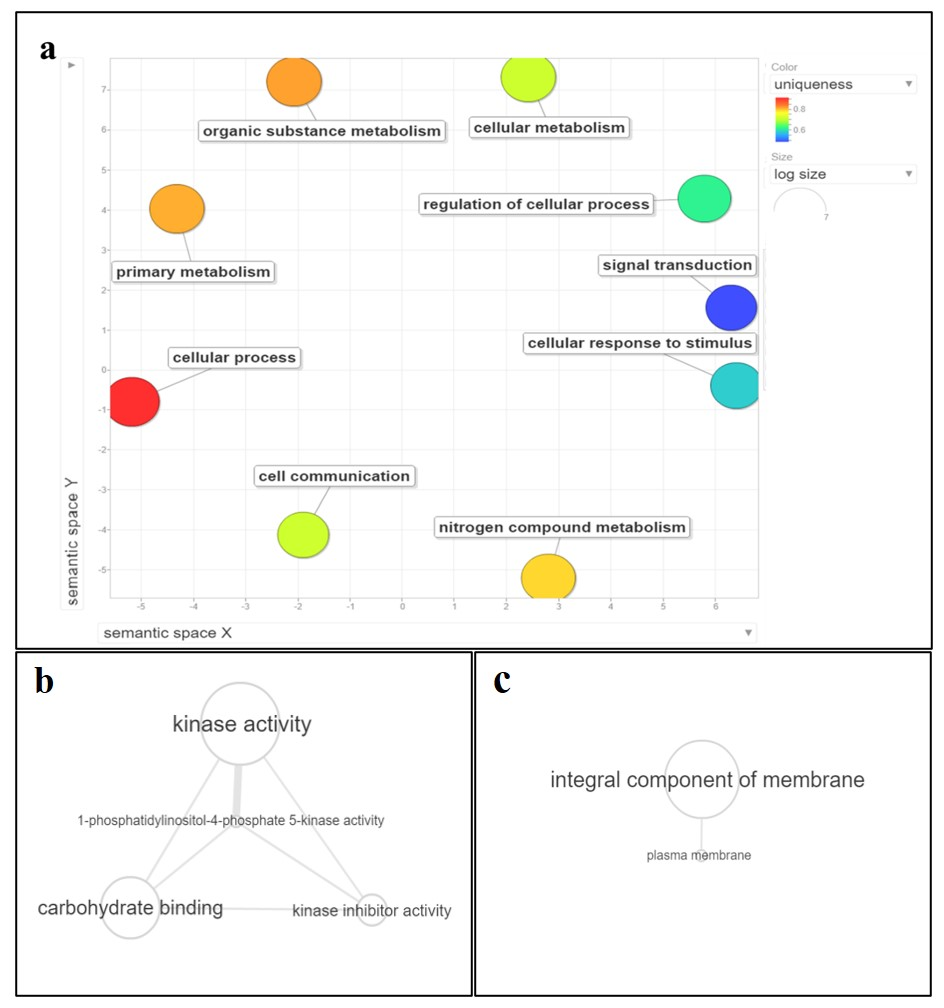 a
Color
uniqueness
0.8
0.6
Size
log size
7
organic substance metabolism
cellular metabolism
regulation of cellular process
primary metabolism
signal transduction
cellular response to stimulus
cellular process
cell communication
nitrogen compound metabolism
semantic space Y
7
6
5
4
3
2
1
0
-1
-2
-3
-4
-5
-5
-4
-3
-2
-1
0
1
2
3
4
5
6
semantic space X
b
kinase activity
1-phosphatidylinositol-4-phosphate 5-kinase activity
carbohydrate binding
kinase inhibitor activity
c
integral component of membrane
plasma membrane